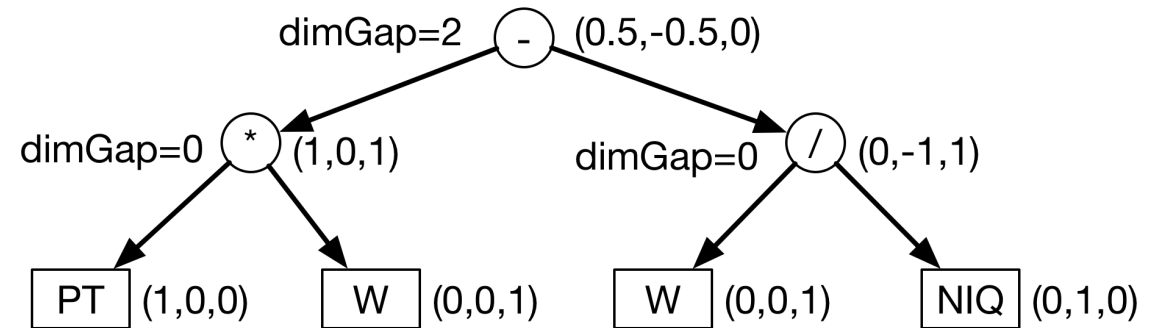 dimGap=2 - (0.5,-0.5,0)
dimGap=0 * (1,0,1) dimGap=0 / (0,-1,1)
PT (1,0,0) W (0,0,1) W (0,0,1) NIQ (0,1,0)